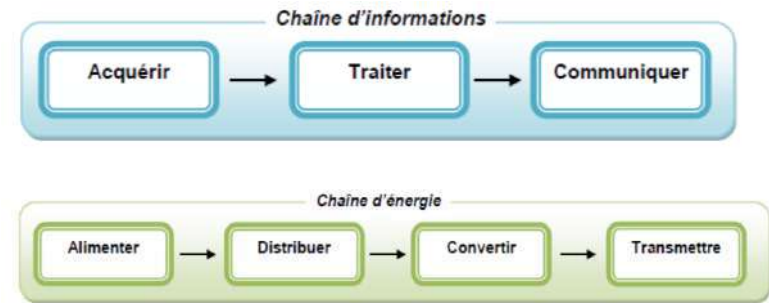 Chaîne d'informations
Acquérir Traiter Communiquer
Chaîne d'énergie
Alimenter Distribuer Convertir Transmettre